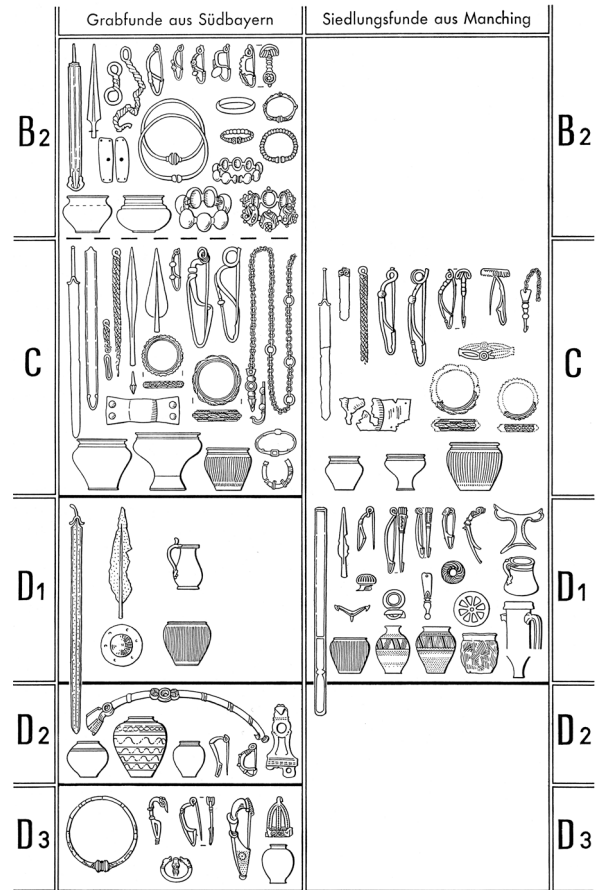 Grabfunde aus Südbayern
Siedlungsfunde aus Manching
B2
B2
C
C
D1
D1
D2
D2
D3
D3